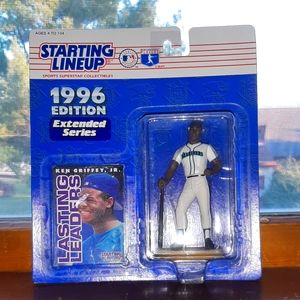 AGES 4 TO 104
STARTING
LINEUP
SPORTS SUPERSTAR COLLECTIBLES
1996
EDITION
Extended
Series
KEN GRIFFEY, JR.
LASTING
LEADERS